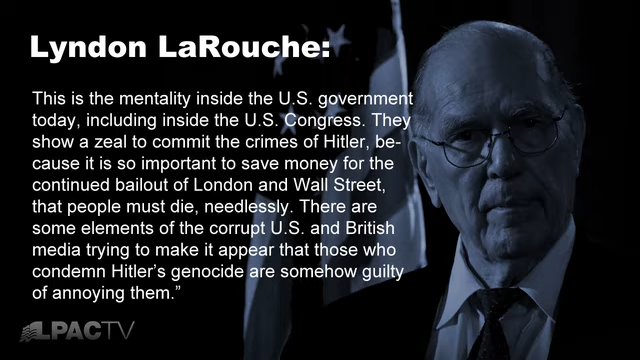 Lyndon LaRouche:
This is the mentality inside the U.S. government
today, including inside the U.S. Congress. They
show a zeal to commit the crimes of Hitler, be-
cause it is so important to save money for the
continued bailout of London and Wall Street,
that people must die, needlessly. There are
some elements of the corrupt U.S. and British
media trying to make it appear that those who
condemn Hitler's genocide are somehow guilty
of annoying them.”
LPACTV